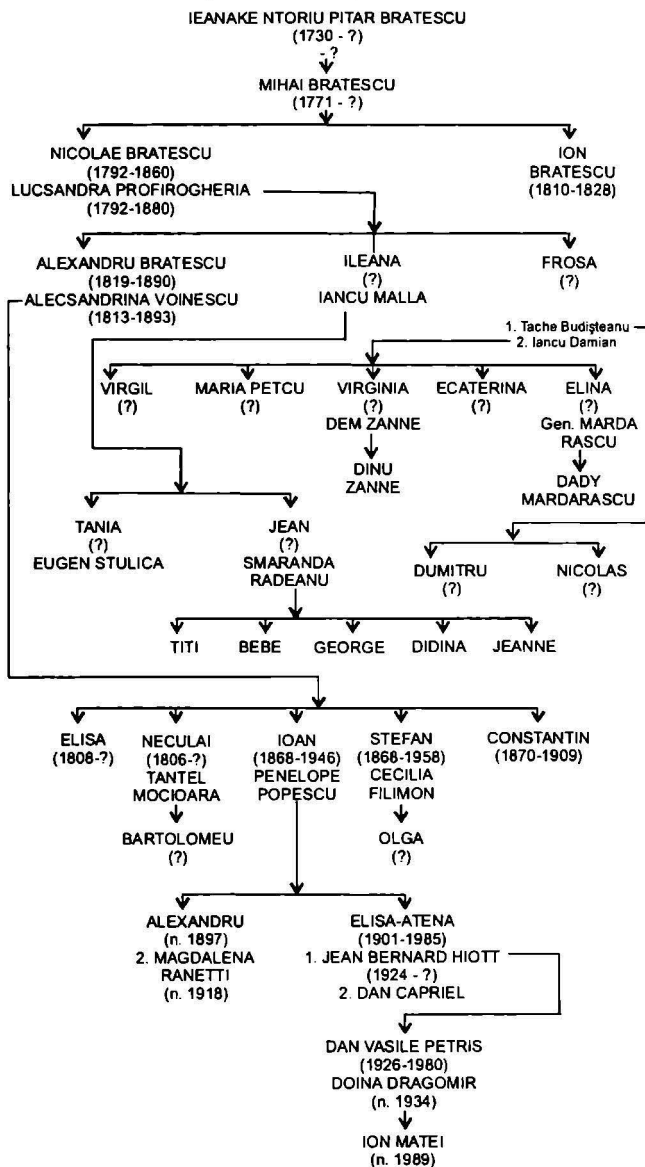 IEANAKE NTORIU PITAR BRATESCU
(1730 - ?)
- ?
MIHAI BRATESCU
(1771 - ?)
NICOLAE BRATESCU
(1792-1860)
LUCSANDRA PROFIROGHERIA
(1792-1880)
ION
BRATESCU
(1810-1828)
ALEXANDRU BRATESCU
(1819-1890)
ALECSANDRINA VOINESCU
(1813-1893)
ILEANA
(?)
IANCU MALLA
FROSA
(?)
1. Tache Budişteanu
2. Iancu Damian
VIRGIL
(?)
MARIA PETCU
(?)
VIRGINIA
(?)
DEM ZANNE
DINU
ZANNE
ECATERINA
(?)
ELINA
(?)
Gen. MARDA
RASCU
DADY
MARDARASCU
TANIA
(?)
EUGEN STULICA
JEAN
(?)
SMARANDA
RADEANU
DUMITRU
(?)
NICOLAS
(?)
TITI
BEBE
GEORGE
DIDINA
JEANNE
ELISA
(1808-?)
NECULAI
(1806-?)
TANTEL
MOCIOARA
BARTOLOMEU
(?)
IOAN
(1868-1946)
PENELOPE
POPESCU
STEFAN
(1868-1958)
CECILIA
FILIMON
OLGA
(?)
CONSTANTIN
(1870-1909)
ALEXANDRU
(n. 1897)
2. MAGDALENA
RANETTI
(n. 1918)
ELISA-ATENA
(1901-1985)
1. JEAN BERNARD HIOTT
(1924 - ?)
2. DAN CAPRIEL
DAN VASILE PETRIS
(1926-1980)
DOINA DRAGOMIR
(n. 1934)
ION MATEI
(n. 1989)